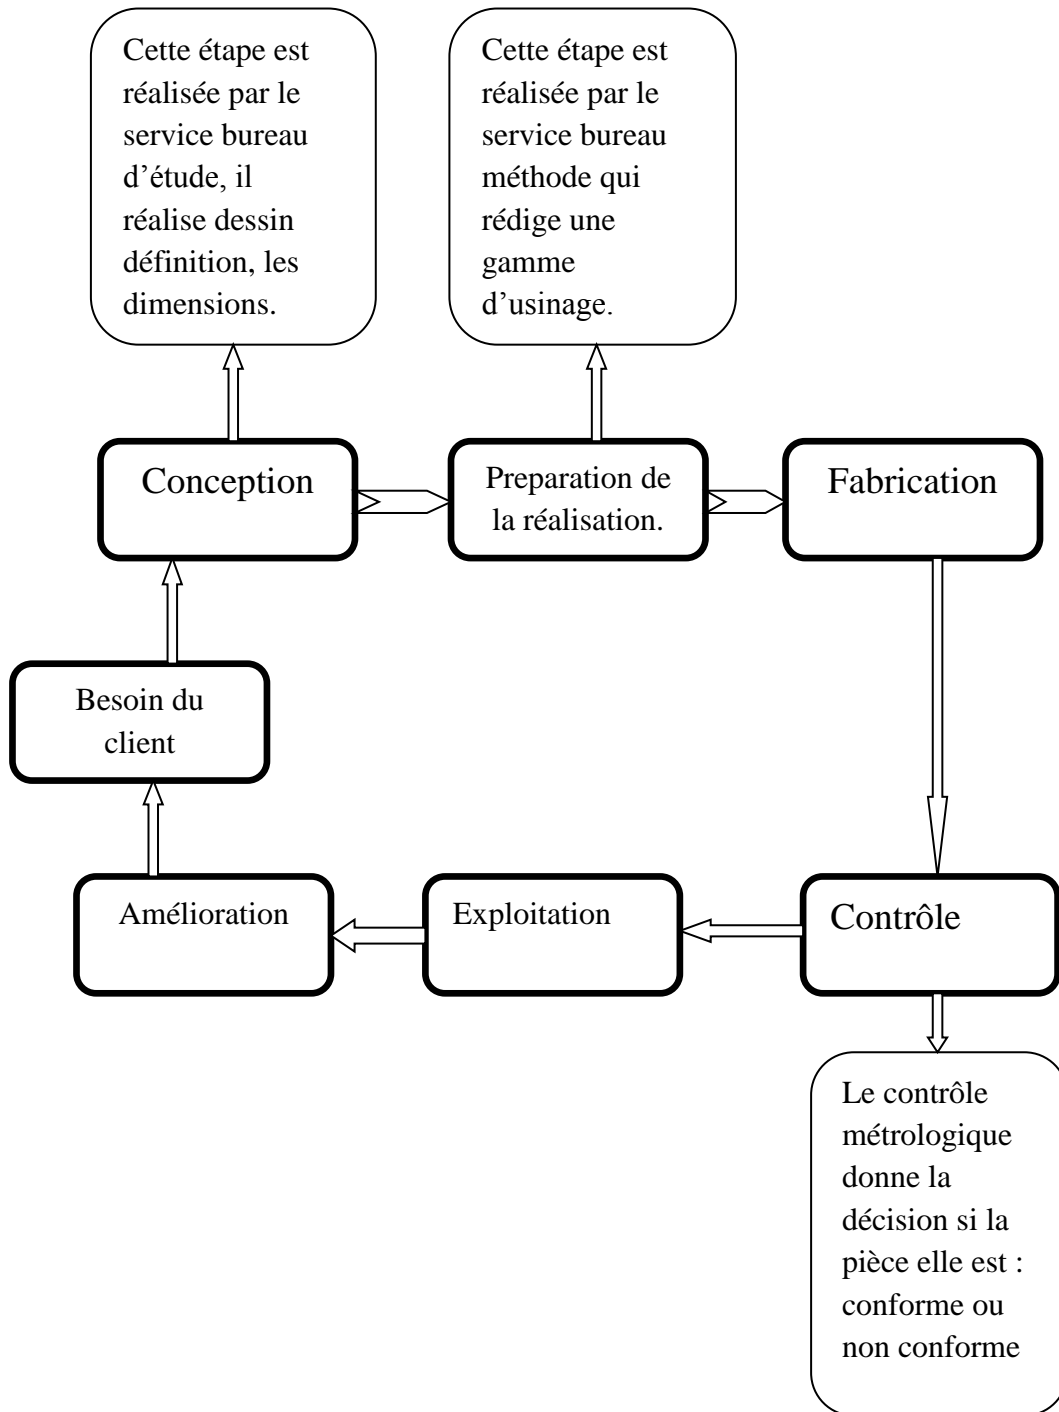 Cette étape est
réalisée par le
service bureau
d’étude, il
réalise dessin
définition, les
dimensions.
Cette étape est
réalisée par le
service bureau
méthode qui
rédige une
gamme
d’usinage.
Conception
Preparation de
la réalisation.
Fabrication
Besoin du
client
Amélioration
Exploitation
Contrôle
Le contrôle
métrologique
donne la
décision si la
pièce elle est :
conforme ou
non conforme